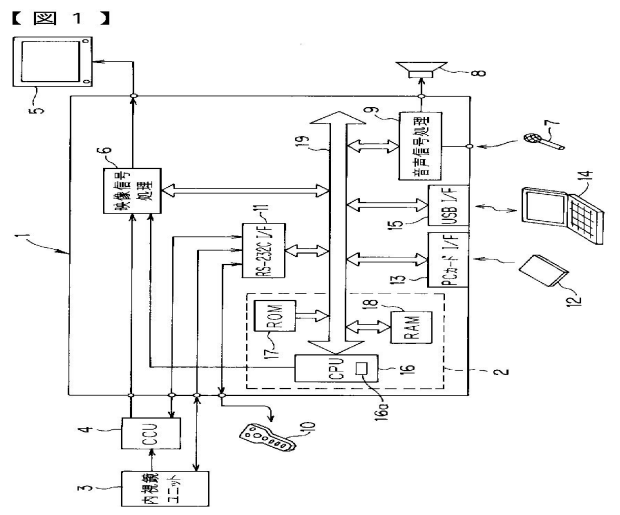 【図1】
5
1
6
映像信号
処理
19
8
9
音声信号処理
7
11
RS-232C I/F
15
USB I/F
14
13
PCカード I/F
12
ROM
17
18
RAM
CPU
16
16a
2
4
CCU
10
3
内視鏡
ユニット